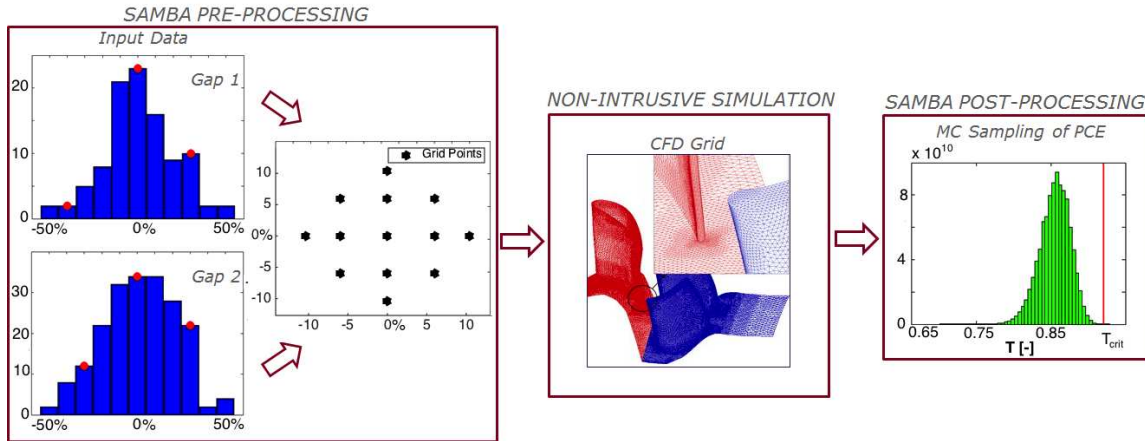 SAMBA PRE-PROCESSING
Input Data
Gap 1
20
10
0
-50%
0%
50%
Gap 2 .
30
20
10
0
-50%
0%
50%
Grid Points
10
5
0%
-5
-10
-10
-5
0%
5
10
NON-INTRUSIVE SIMULATION
CFD Grid
SAMBA POST-PROCESSING
MC Sampling of PCE
x 10¹⁰
8
4
0
0.65
0.75
0.85
Tcrit
T [-]